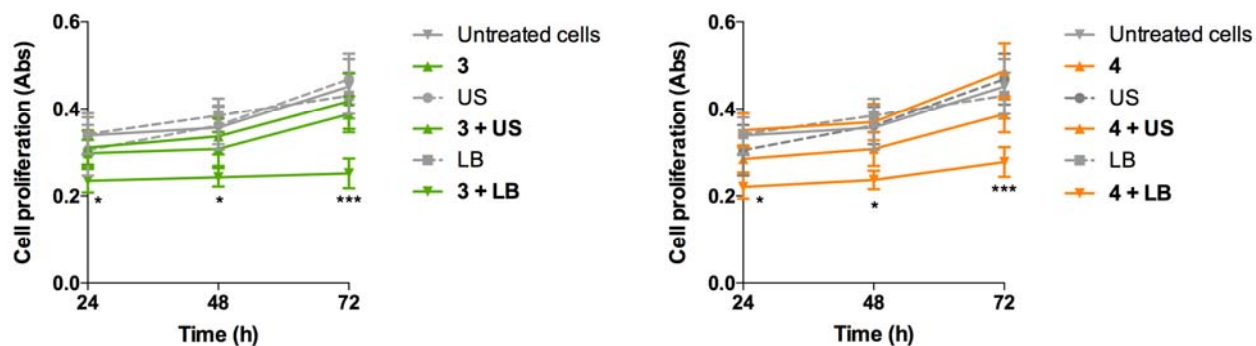 Cell proliferation (Abs)
0.6
0.4
0.2
0.0
24
48
72
Time (h)
*
*
***
Untreated cells
3
US
3 + US
LB
3 + LB
Cell proliferation (Abs)
0.6
0.4
0.2
0.0
24
48
72
Time (h)
*
*
***
Untreated cells
4
US
4 + US
LB
4 + LB